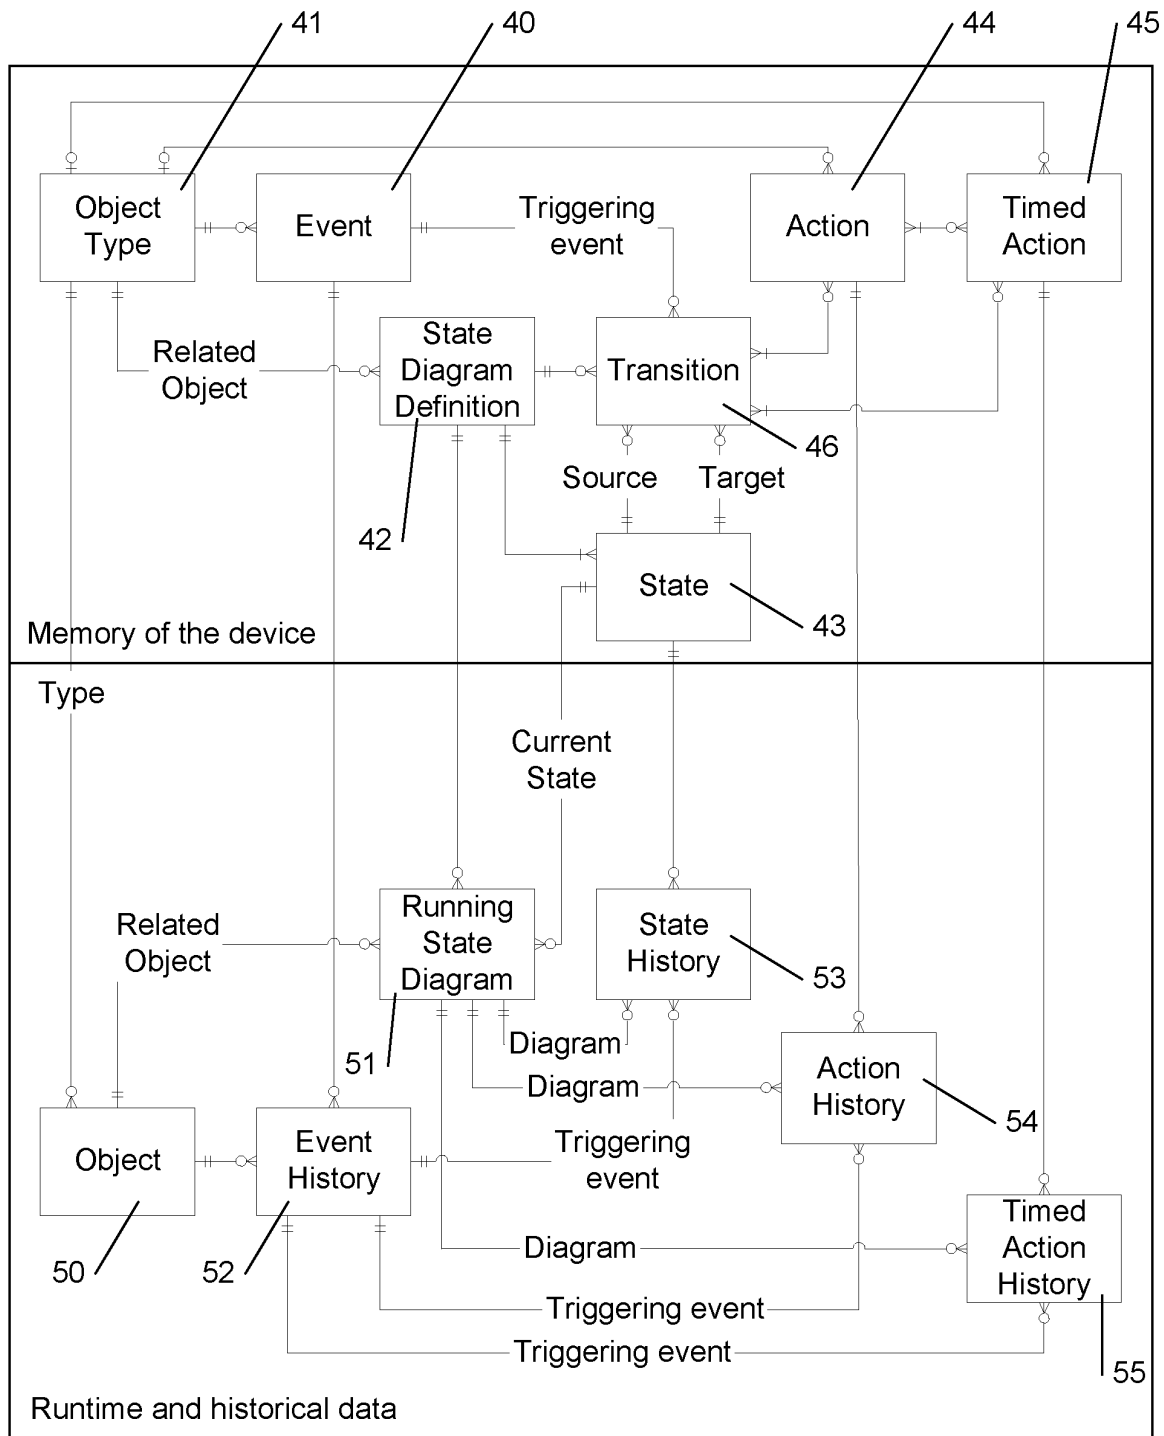 41
40
44
45
Object
Type
Event
Triggering
event
Action
Timed
Action
Related
Object
State
Diagram
Definition
Transition
46
Source
Target
42
State
43
Memory of the device
Type
Current
State
Related
Object
Running
State
Diagram
State
History
53
51
Diagram
Diagram
Action
History
54
Object
Event
History
Triggering
event
50
52
Diagram
Timed
Action
History
Triggering event
Triggering event
55
Runtime and historical data